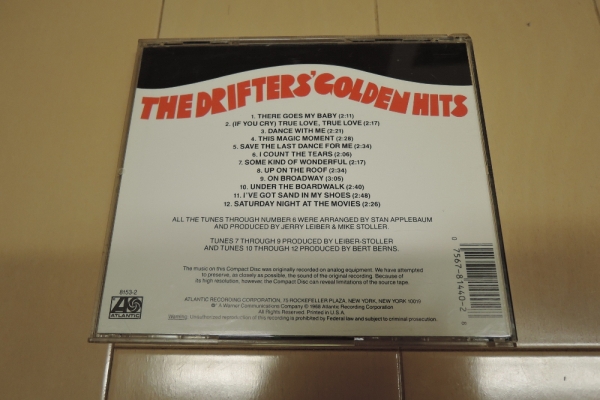 THE DRIFTERS' GOLDEN HITS
1. THERE GOES MY BABY (2:11)
2. (IF YOU CRY) TRUE LOVE, TRUE LOVE (2:17)
3. DANCE WITH ME (2:21)
4. THIS MAGIC MOMENT (2:28)
5. SAVE THE LAST DANCE FOR ME (2:34)
6. I COUNT THE TEARS (2:06)
7. SOME KIND OF WONDERFUL (2:17)
8. UP ON THE ROOF (2:34)
9. ON BROADWAY (3:05)
10. UNDER THE BOARDWALK (2:40)
11. I'VE GOT SAND IN MY SHOES (2:48)
12. SATURDAY NIGHT AT THE MOVIES (2:26)
ALL THE TUNES THROUGH NUMBER 6 WERE ARRANGED BY STAN APPLEBAUM
AND PRODUCED BY JERRY LEIBER & MIKE STOLLER.
TUNES 7 THROUGH 9 PRODUCED BY LEIBER-STOLLER
AND TUNES 10 THROUGH 12 PRODUCED BY BERT BERNS.
The music on this Compact Disc was originally recorded on analog equipment. We have attempted
to preserve, as closely as possible, the sound of the original recording. Because of
its high resolution, however, the Compact Disc can reveal limitations of the source tape.
8153-2
ATLANTIC
ATLANTIC RECORDING CORPORATION, 75 ROCKEFELLER PLAZA, NEW YORK, NEW YORK 10019
A Warner Communications Company © 1968 Atlantic Recording Corporation
All Rights Reserved. Printed in U.S.A.
Warning: Unauthorized reproduction of this recording is prohibited by Federal law and subject to criminal prosecution.
0 7567-81440-2 8